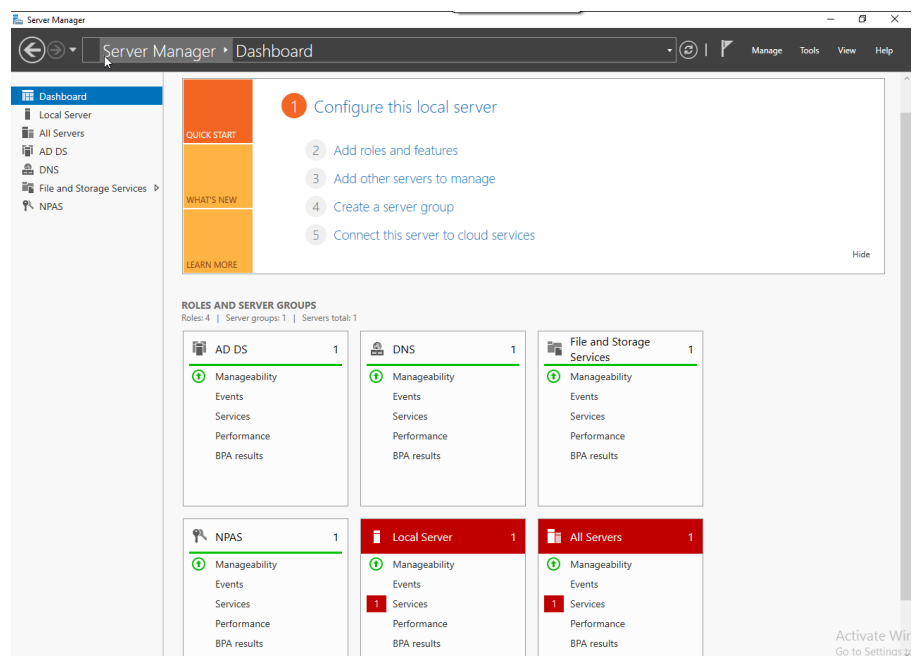 Server Manager
Server Manager • Dashboard
Manage Tools View Help
Dashboard
Local Server
All Servers
AD DS
DNS
File and Storage Services
NPAS
QUICK START
WHAT'S NEW
LEARN MORE
1 Configure this local server
2 Add roles and features
3 Add other servers to manage
4 Create a server group
5 Connect this server to cloud services
Hide
ROLES AND SERVER GROUPS
Roles: 4 | Server groups: 1 | Servers total: 1
AD DS 1
Manageability
Events
Services
Performance
BPA results
DNS 1
Manageability
Events
Services
Performance
BPA results
File and Storage
Services 1
Manageability
Events
Services
Performance
BPA results
NPAS 1
Manageability
Events
Services
Performance
BPA results
Local Server 1
Manageability
Events
1 Services
Performance
BPA results
All Servers 1
Manageability
Events
1 Services
Performance
BPA results
Activate Win
Go to Settings to